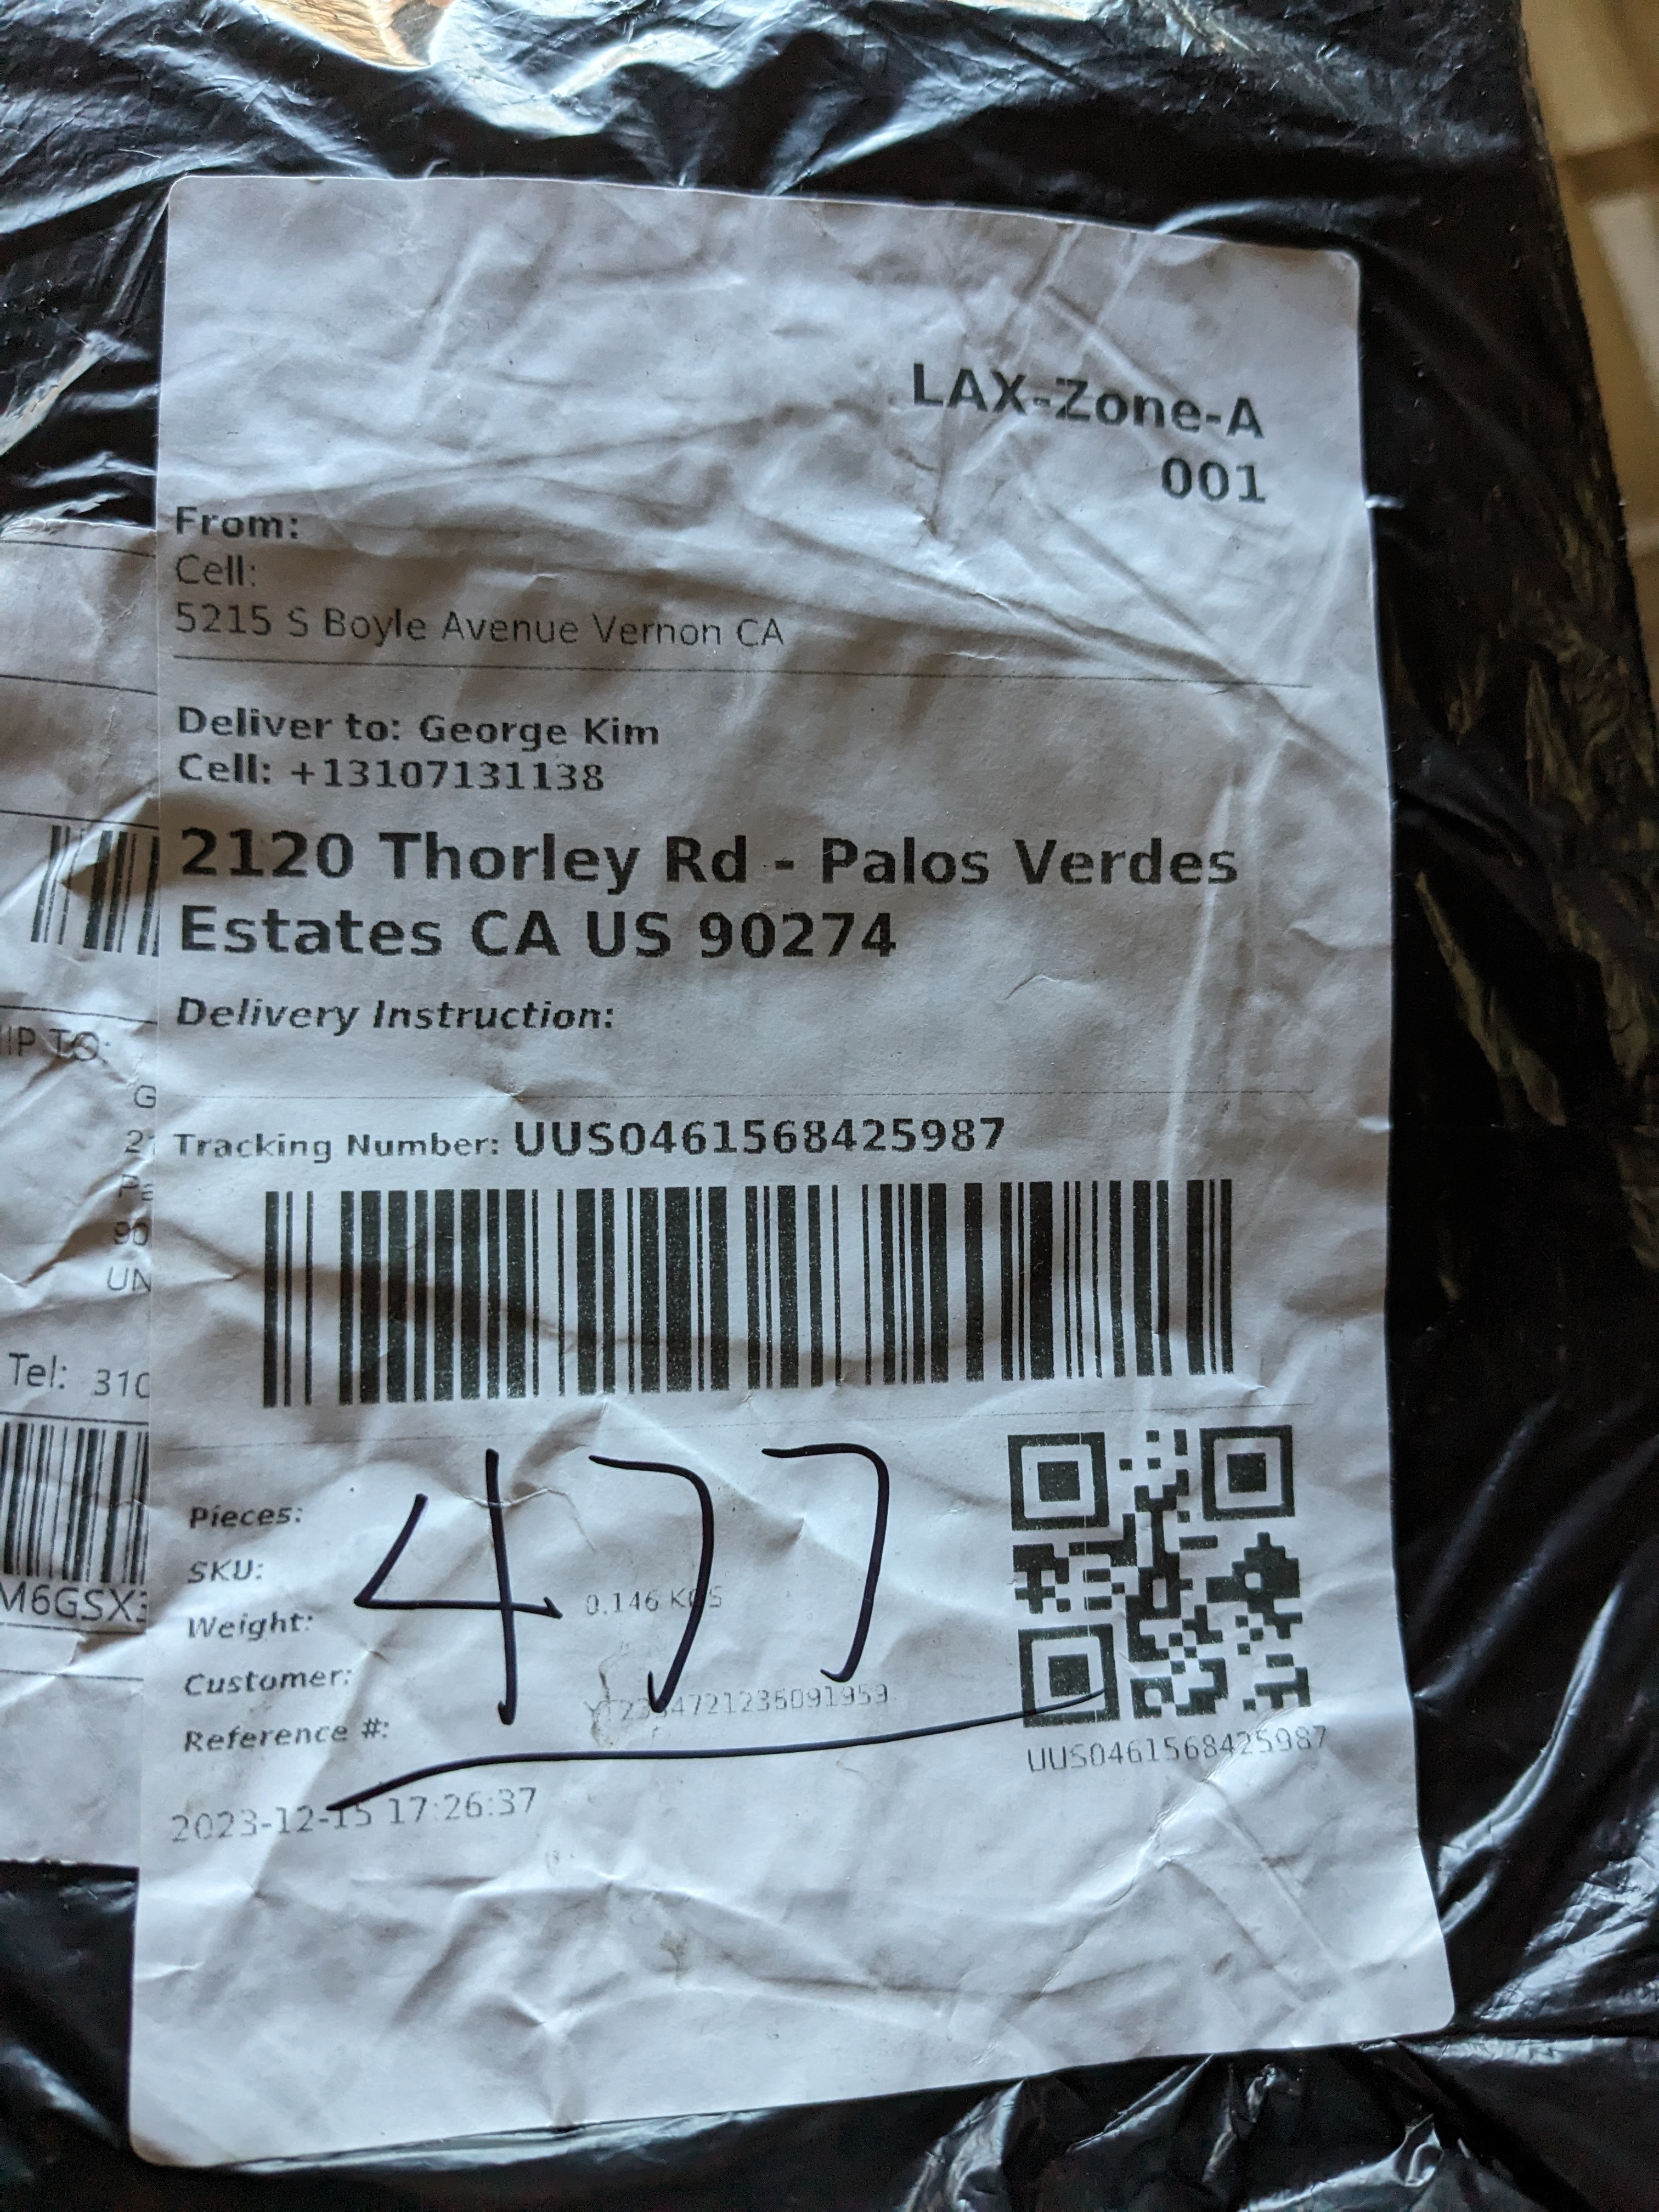 LAX-Zone-A
001
From:
Cell:
5215 S Boyle Avenue Vernon CA
Deliver to: George Kim
Cell: +13107131138
2120 Thorley Rd - Palos Verdes
Estates CA US 90274
Delivery Instruction:
Tracking Number: UUS0461568425987
477
Pieces:
SKU:
Weight: 0.146 KGS
Customer:
Reference #:
UUS0461568425987
2023-12-15 17:26:37
TO:
Tel: 310